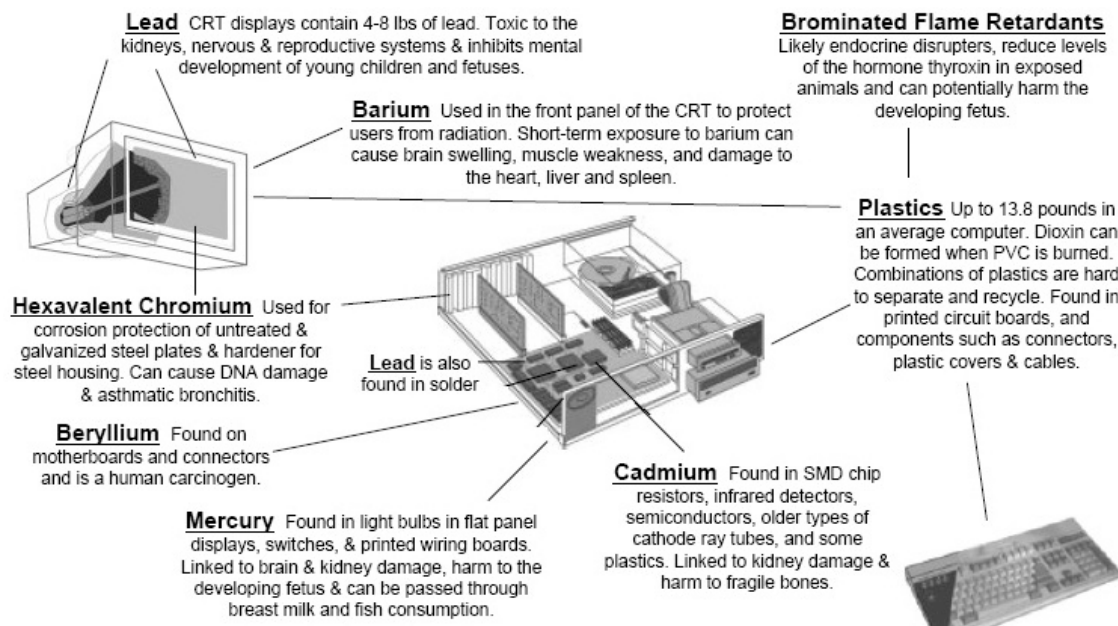 Lead CRT displays contain 4-8 lbs of lead. Toxic to
the kidneys, nervous & reproductive systems & inhibits mental
development of young children and fetuses.
Brominated Flame Retardants
Likely endocrine disrupters, reduce levels
of the hormone thyroxin in exposed
animals and can potentially harm the
developing fetus.
Barium Used in the front panel of the CRT to protect
users from radiation. Short-term exposure to barium can
cause brain swelling, muscle weakness, and damage to
the heart, liver and spleen.
Plastics Up to 13.8 pounds in
an average computer. Dioxin can
be formed when PVC is burned.
Combinations of plastics are hard
to separate and recycle. Found in
printed circuit boards, and
components such as connectors,
plastic covers & cables.
Hexavalent Chromium Used for
corrosion protection of untreated &
galvanized steel plates & hardener for
steel housing. Can cause DNA damage
& asthmatic bronchitis.
Lead is also
found in solder
Beryllium Found on
motherboards and connectors
and is a human carcinogen.
Mercury Found in light bulbs in flat panel
displays, switches, & printed wiring boards.
Linked to brain & kidney damage, harm to the
developing fetus & can be passed through
breast milk and fish consumption.
Cadmium Found in SMD chip
resistors, infrared detectors,
semiconductors, older types of
cathode ray tubes, and some
plastics. Linked to kidney damage &
harm to fragile bones.